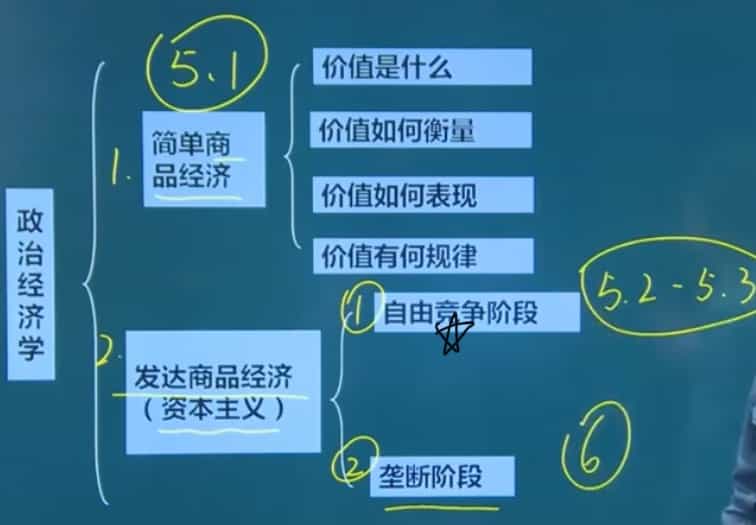 5.1
价值是什么
1.
简单商
品经济
价值如何衡量
价值如何表现
价值有何规律
政
治
经
济
学
①
自由竞争阶段
5.2-5.3
2.
发达商品经济
（资本主义）
②
垄断阶段
6